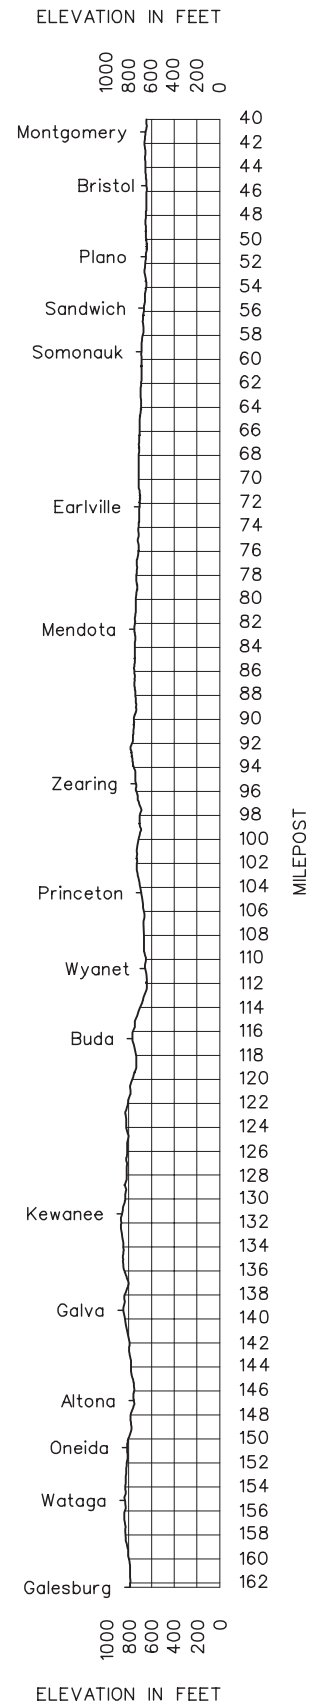 ELEVATION IN FEET
1000 800 600 400 200 0
40
Montgomery
42
44
Bristol 46
48
50
Plano 52
54
Sandwich 56
58
Somonauk 60
62
64
66
68
70
Earlville 72
74
76
78
80
Mendota 82
84
86
88
90
92
94
Zearing 96
98
100
102
MILEPOST
Princeton 104
106
108
Wyanet 110
112
114
Buda 116
118
120
122
124
126
128
130
Kewanee 132
134
136
138
Galva 140
142
144
Altona 146
148
Oneida 150
152
154
Wataga 156
158
160
Galesburg 162
1000 800 600 400 200 0
ELEVATION IN FEET